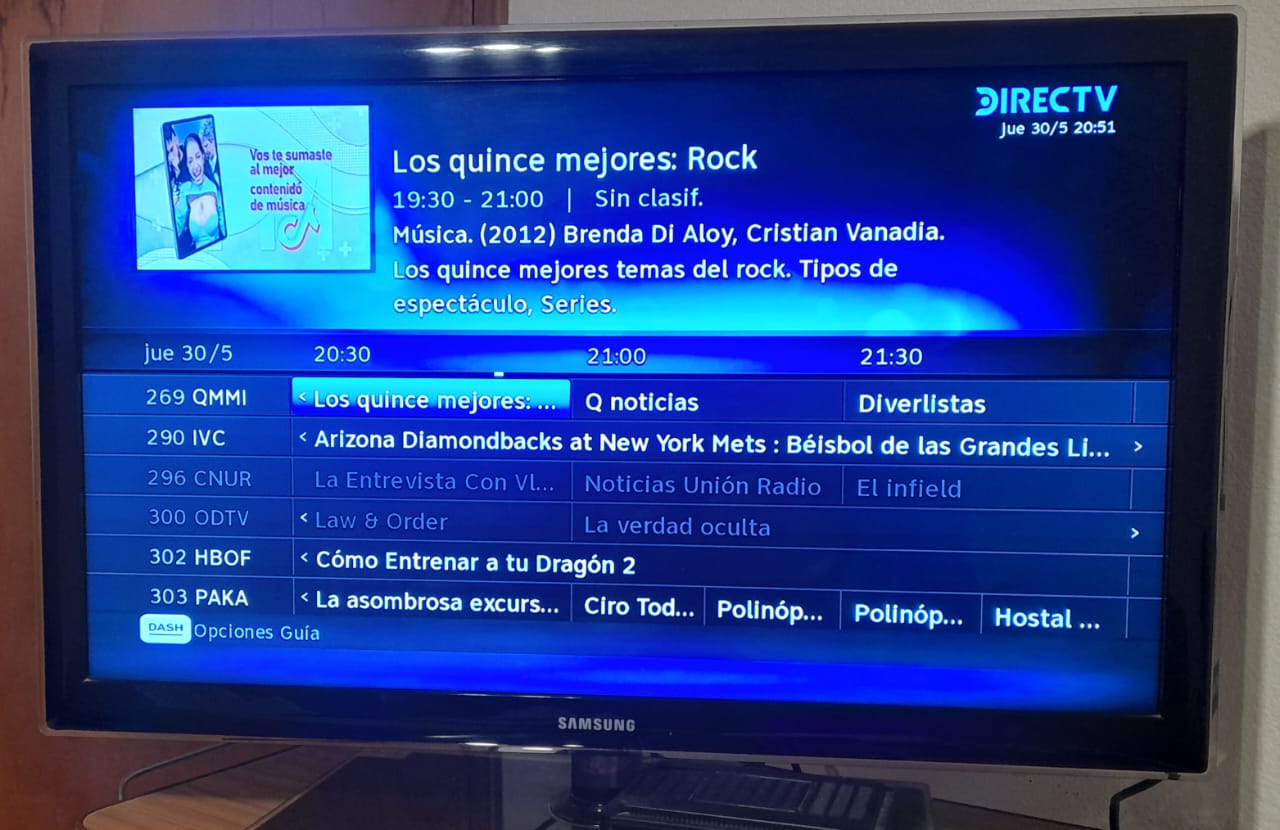 Vos te sumaste
al mejor
contenido
de música
DIRECTV
Jue 30/5 20:51
Los quince mejores: Rock
19:30 - 21:00 | Sin clasif.
Música. (2012) Brenda Di Aloy, Cristian Vanadia.
Los quince mejores temas del rock. Tipos de
espectáculo, Series.
jue 30/5 20:30 21:00 21:30
269 QMMI < Los quince mejores: ... Q noticias Diverlistas
290 IVC < Arizona Diamondbacks at New York Mets : Béisbol de las Grandes Li... >
296 CNUR La Entrevista Con Vl... Noticias Unión Radio El infield
300 ODTV < Law & Order La verdad oculta >
302 HBOF < Cómo Entrenar a tu Dragón 2
303 PAKA < La asombrosa excurs... Ciro Tod... Polinóp... Polinóp... Hostal ...
DASH Opciones Guía
SAMSUNG